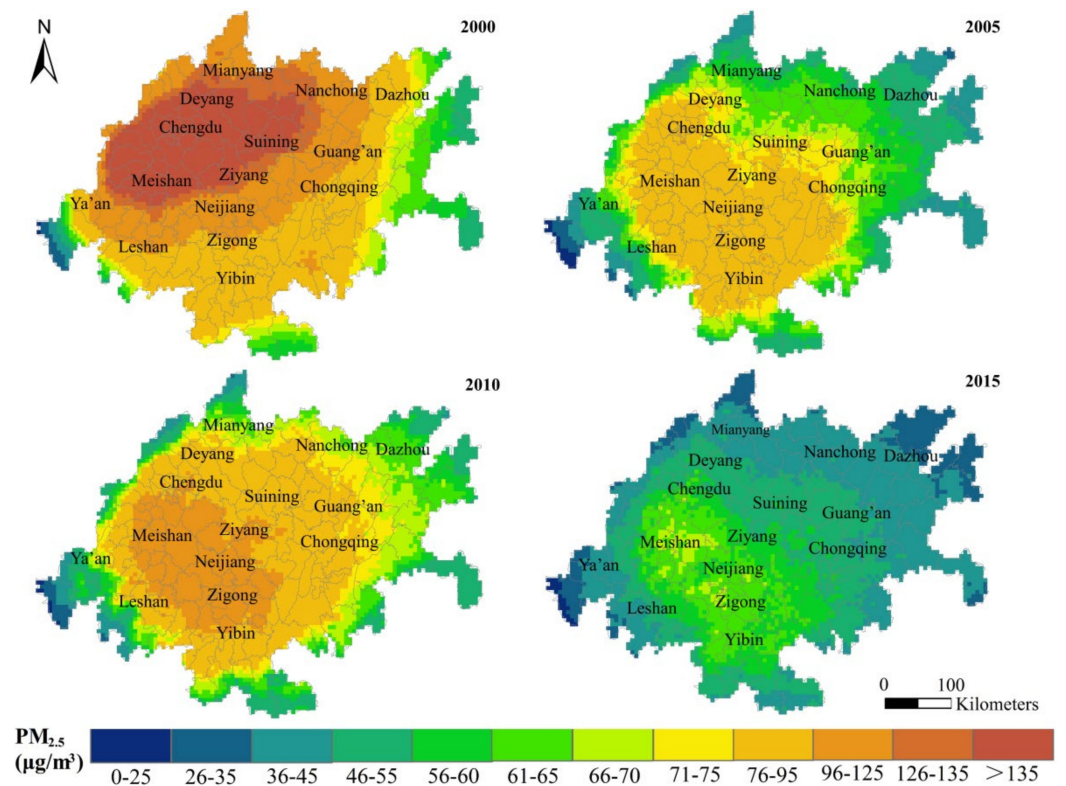 N
2000
Mianyang
Nanchong
Dazhou
Deyang
Chengdu
Suining
Guang'an
Ziyang
Meishan
Chongqing
Ya'an
Neijiang
Leshan
Zigong
Yibin
2005
Mianyang
Nanchong
Dazhou
Deyang
Chengdu
Suining
Guang'an
Ziyang
Meishan
Chongqing
Ya'an
Neijiang
Leshan
Zigong
Yibin
2010
Mianyang
Nanchong
Dazhou
Deyang
Chengdu
Suining
Guang'an
Ziyang
Meishan
Chongqing
Ya'an
Neijiang
Leshan
Zigong
Yibin
2015
Mianyang
Nanchong
Dazhou
Deyang
Chengdu
Suining
Guang'an
Ziyang
Meishan
Chongqing
Ya'an
Neijiang
Leshan
Zigong
Yibin
0 100
Kilometers
PM2.5
(μg/m³)
0-25 26-35 36-45 46-55 56-60 61-65 66-70 71-75 76-95 96-125 126-135 >135